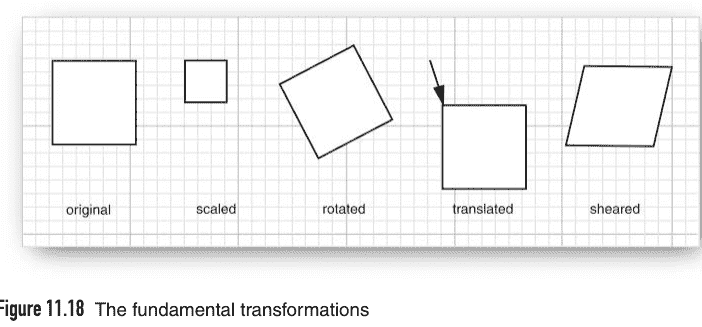 original scaled rotated translated sheared
Figure 11.18 The fundamental transformations